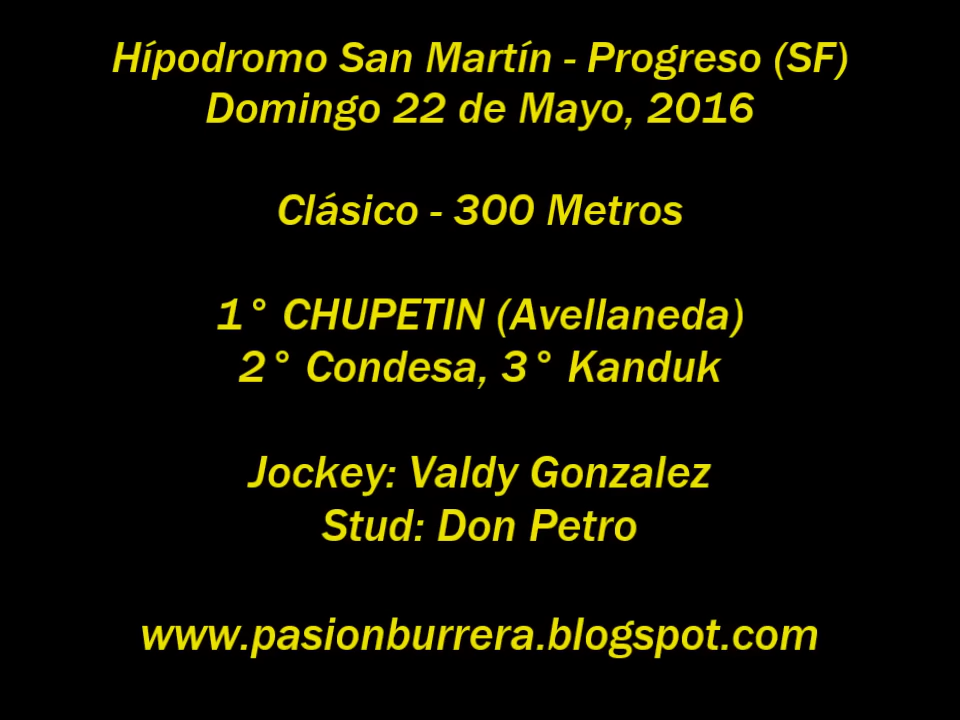 Hípodromo San Martín - Progreso (SF)
Domingo 22 de Mayo, 2016
Clásico - 300 Metros
1° CHUPETIN (Avellaneda)
2° Condesa, 3° Kanduk
Jockey: Valdy Gonzalez
Stud: Don Petro
www.pasionburrera.blogspot.com